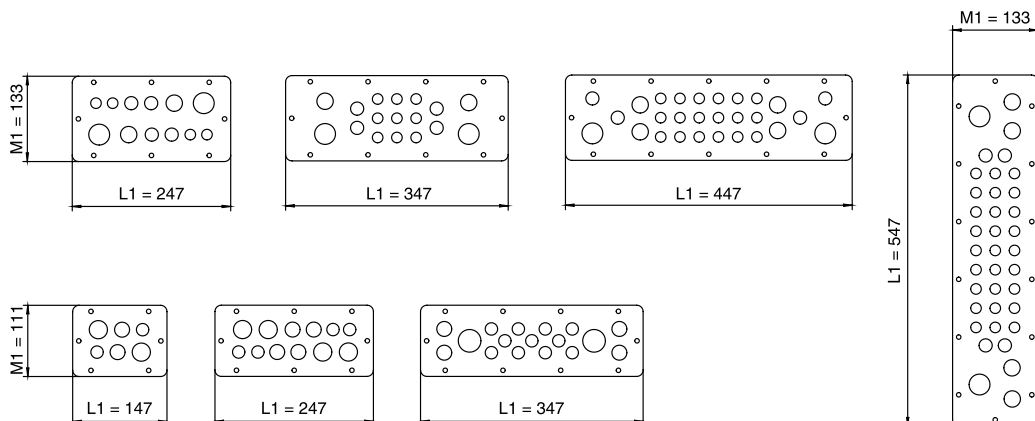 M1 = 133
M1 = 133
L1 = 247
L1 = 347
L1 = 447
L1 = 547
M1 = 111
L1 = 147
L1 = 247
L1 = 347